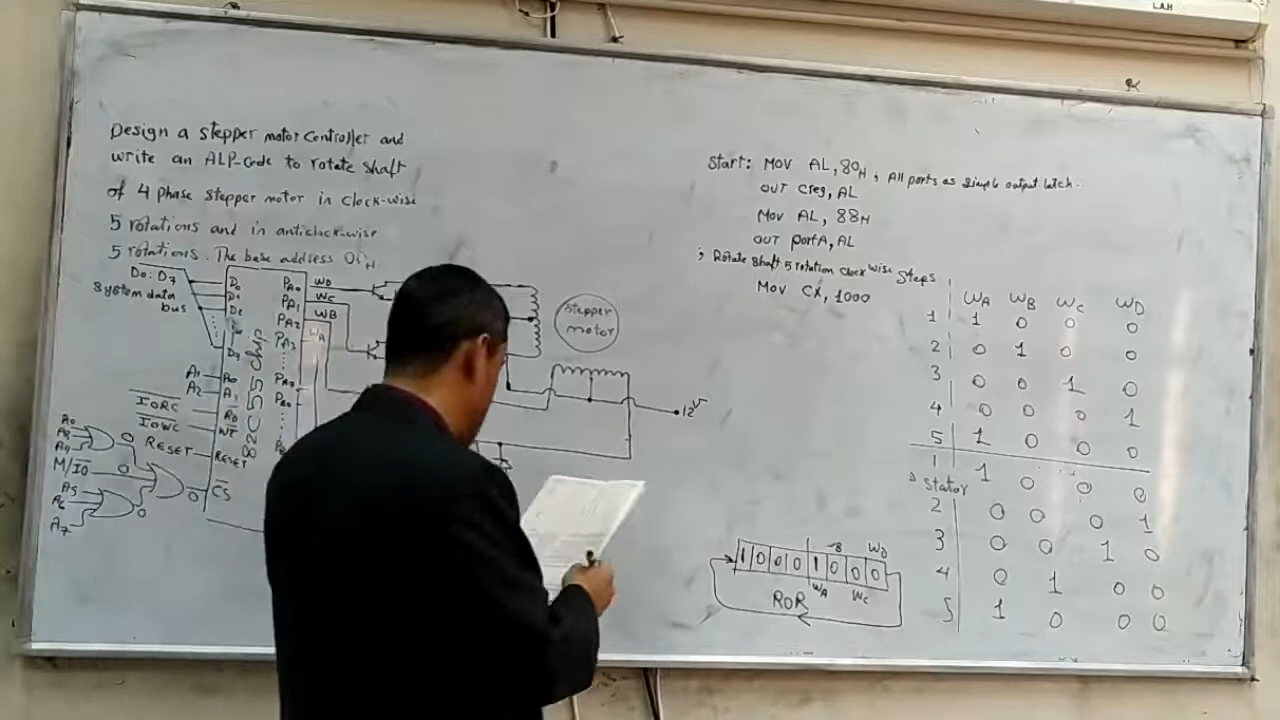 Design a stepper motor Controller and
write an ALP-Code to rotate shaft
of 4 phase stepper motor in clock-wise
5 rotations and in anticlock-wise
5 rotations. The base address 00H
D0:D7
System data
bus
D0
D1
D2
D7
A1
A2
A0
A1
IORC
IOWC
RD
WR
RESET
RESET
M/IO
A5
A6
A7
CS
82C55 chip
PA0
PA1
PA2
PA3
PA7
PB0
WD
WC
WB
WA
Stepper
motor
12V
Start: MOV AL, 80H ; All ports as simple output latch.
OUT Creg, AL
Mov AL, 88H
OUT portA, AL
; Rotate shaft 5 rotation clock wise steps
Mov CX, 1000
WA WB WC WD
1 1 0 0 0
2 0 1 0 0
3 0 0 1 0
4 0 0 0 1
5 1 0 0 0
1 1 0 0 0
Stator
2 0 0 0 1
3 0 0 1 0
4 0 1 0 0
5 1 0 0 0
WD
1 0 0 0 1 0 0 0
WA WC
ROR